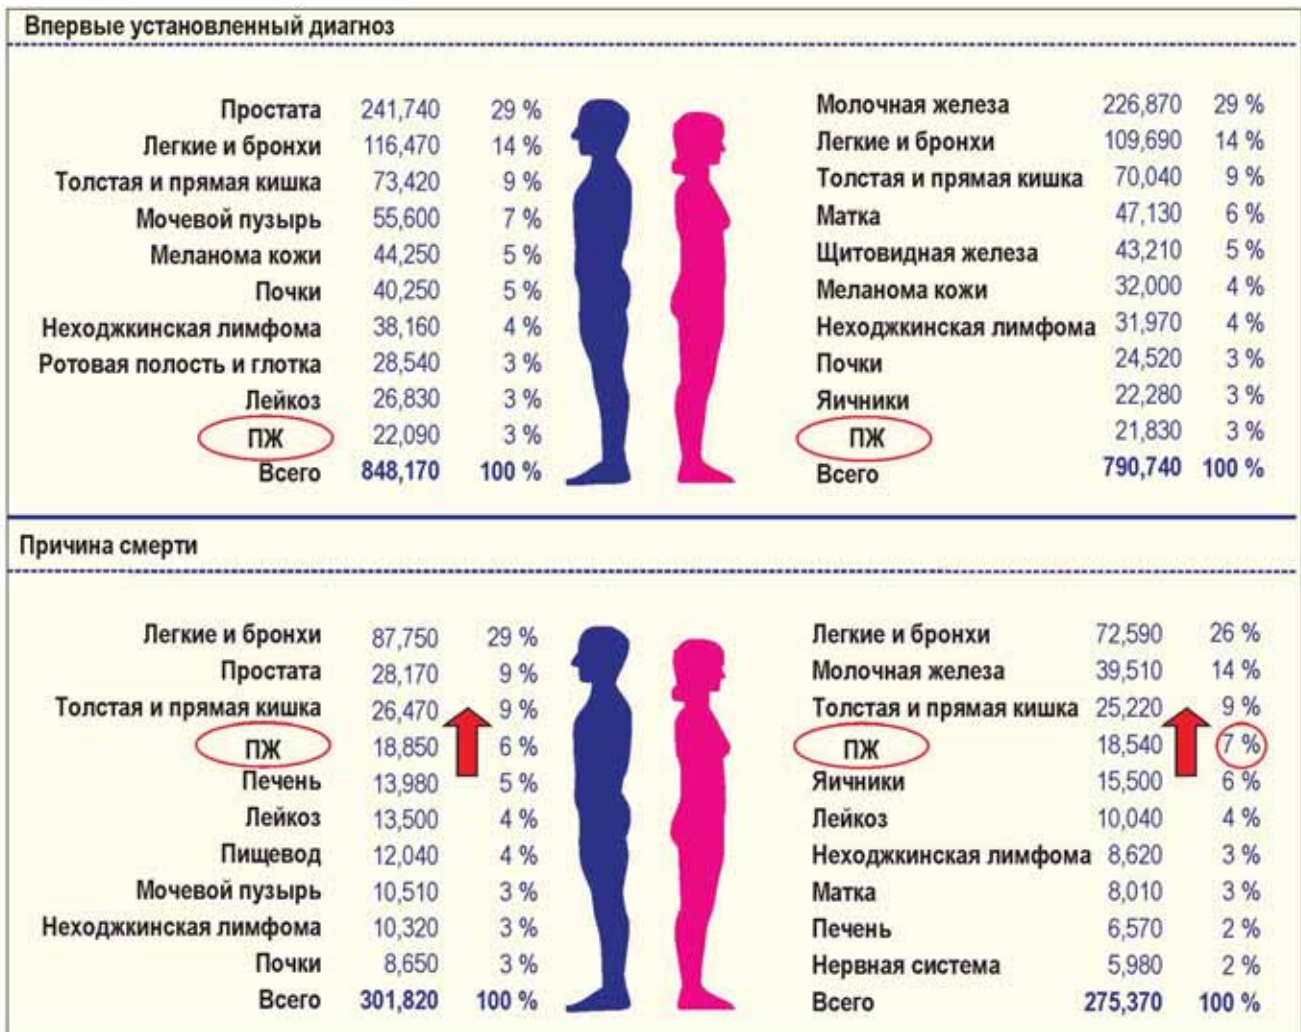 Впервые установленный диагноз
Простата 241,740 29 %
Легкие и бронхи 116,470 14 %
Толстая и прямая кишка 73,420 9 %
Мочевой пузырь 55,600 7 %
Меланома кожи 44,250 5 %
Почки 40,250 5 %
Неходжкинская лимфома 38,160 4 %
Ротовая полость и глотка 28,540 3 %
Лейкоз 26,830 3 %
ПЖ 22,090 3 %
Всего 848,170 100 %
Молочная железа 226,870 29 %
Легкие и бронхи 109,690 14 %
Толстая и прямая кишка 70,040 9 %
Матка 47,130 6 %
Щитовидная железа 43,210 5 %
Меланома кожи 32,000 4 %
Неходжкинская лимфома 31,970 4 %
Почки 24,520 3 %
Яичники 22,280 3 %
ПЖ 21,830 3 %
Всего 790,740 100 %
Причина смерти
Легкие и бронхи 87,750 29 %
Простата 28,170 9 %
Толстая и прямая кишка 26,470 9 %
ПЖ 18,850 6 %
Печень 13,980 5 %
Лейкоз 13,500 4 %
Пищевод 12,040 4 %
Мочевой пузырь 10,510 3 %
Неходжкинская лимфома 10,320 3 %
Почки 8,650 3 %
Всего 301,820 100 %
Легкие и бронхи 72,590 26 %
Молочная железа 39,510 14 %
Толстая и прямая кишка 25,220 9 %
ПЖ 18,540 7 %
Яичники 15,500 6 %
Лейкоз 10,040 4 %
Неходжкинская лимфома 8,620 3 %
Матка 8,010 3 %
Печень 6,570 2 %
Нервная система 5,980 2 %
Всего 275,370 100 %